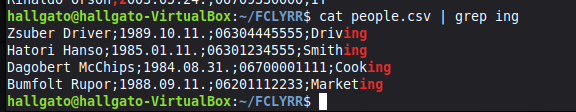 hallgato@hallgato-VirtualBox:~/FCLYRR$ cat people.csv | grep ing
Zsuber Driver;1989.10.11.;06304445555;Driving
Hatori Hanso;1985.01.11.;06301234555;Smithing
Dagobert McChips;1984.08.31.;06700001111;Cooking
Bumfolt Rupor;1988.09.11.;06201112233;Marketing
hallgato@hallgato-VirtualBox:~/FCLYRR$